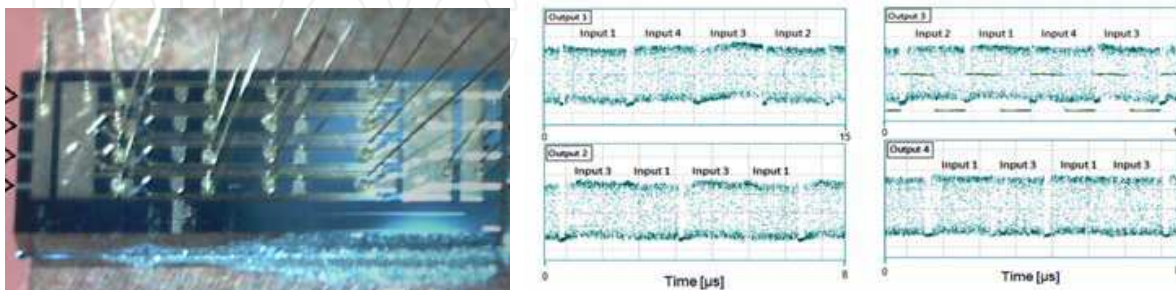 Output 1
Input 1 Input 4 Input 3 Input 2
0 15
Output 2
Input 3 Input 1 Input 3 Input 1
0 8
Time [µs]
Output 3
Input 2 Input 1 Input 4 Input 3
0
Output 4
Input 1 Input 3 Input 1 Input 3
0
Time [µs]